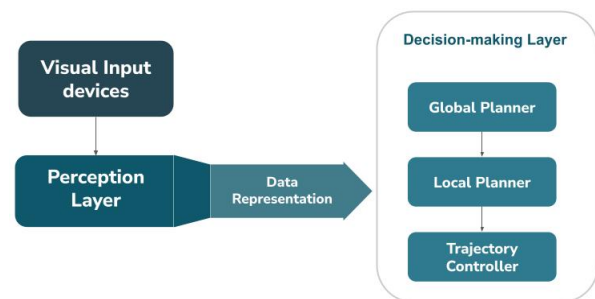 Visual Input
devices
Perception
Layer
Data
Representation
Decision-making Layer
Global Planner
Local Planner
Trajectory
Controller